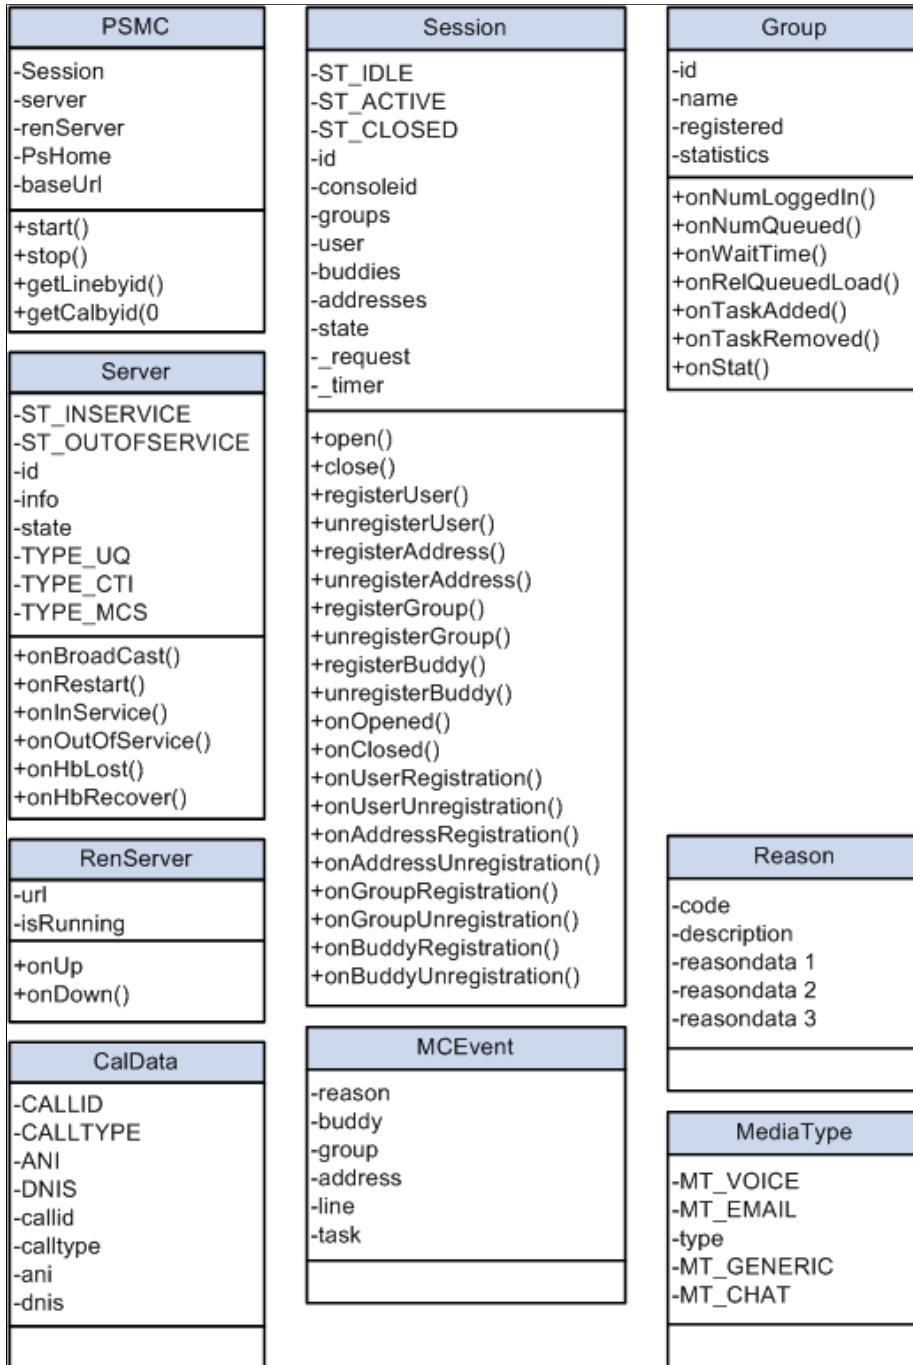 PSMC
-Session
-server
-renServer
-PsHome
-baseUrl
+start()
+stop()
+getLinebyid()
+getCalbyid(0
Server
-ST_INSERVICE
-ST_OUTOFSERVICE
-id
-info
-state
-TYPE_UQ
-TYPE_CTI
-TYPE_MCS
+onBroadCast()
+onRestart()
+onInService()
+onOutOfService()
+onHbLost()
+onHbRecover()
RenServer
-url
-isRunning
+onUp
+onDown()
CalData
-CALLID
-CALLTYPE
-ANI
-DNIS
-callid
-calltype
-ani
-dnis
Session
-ST_IDLE
-ST_ACTIVE
-ST_CLOSED
-id
-consoleid
-groups
-user
-buddies
-addresses
-state
-_request
-_timer
+open()
+close()
+registerUser()
+unregisterUser()
+registerAddress()
+unregisterAddress()
+registerGroup()
+unregisterGroup()
+registerBuddy()
+unregisterBuddy()
+onOpened()
+onClosed()
+onUserRegistration()
+onUserUnregistration()
+onAddressRegistration()
+onAddressUnregistration()
+onGroupRegistration()
+onGroupUnregistration()
+onBuddyRegistration()
+onBuddyUnregistration()
MCEvent
-reason
-buddy
-group
-address
-line
-task
Group
-id
-name
-registered
-statistics
+onNumLoggedIn()
+onNumQueued()
+onWaitTime()
+onRelQueuedLoad()
+onTaskAdded()
+onTaskRemoved()
+onStat()
Reason
-code
-description
-reasondata 1
-reasondata 2
-reasondata 3
MediaType
-MT_VOICE
-MT_EMAIL
-type
-MT_GENERIC
-MT_CHAT